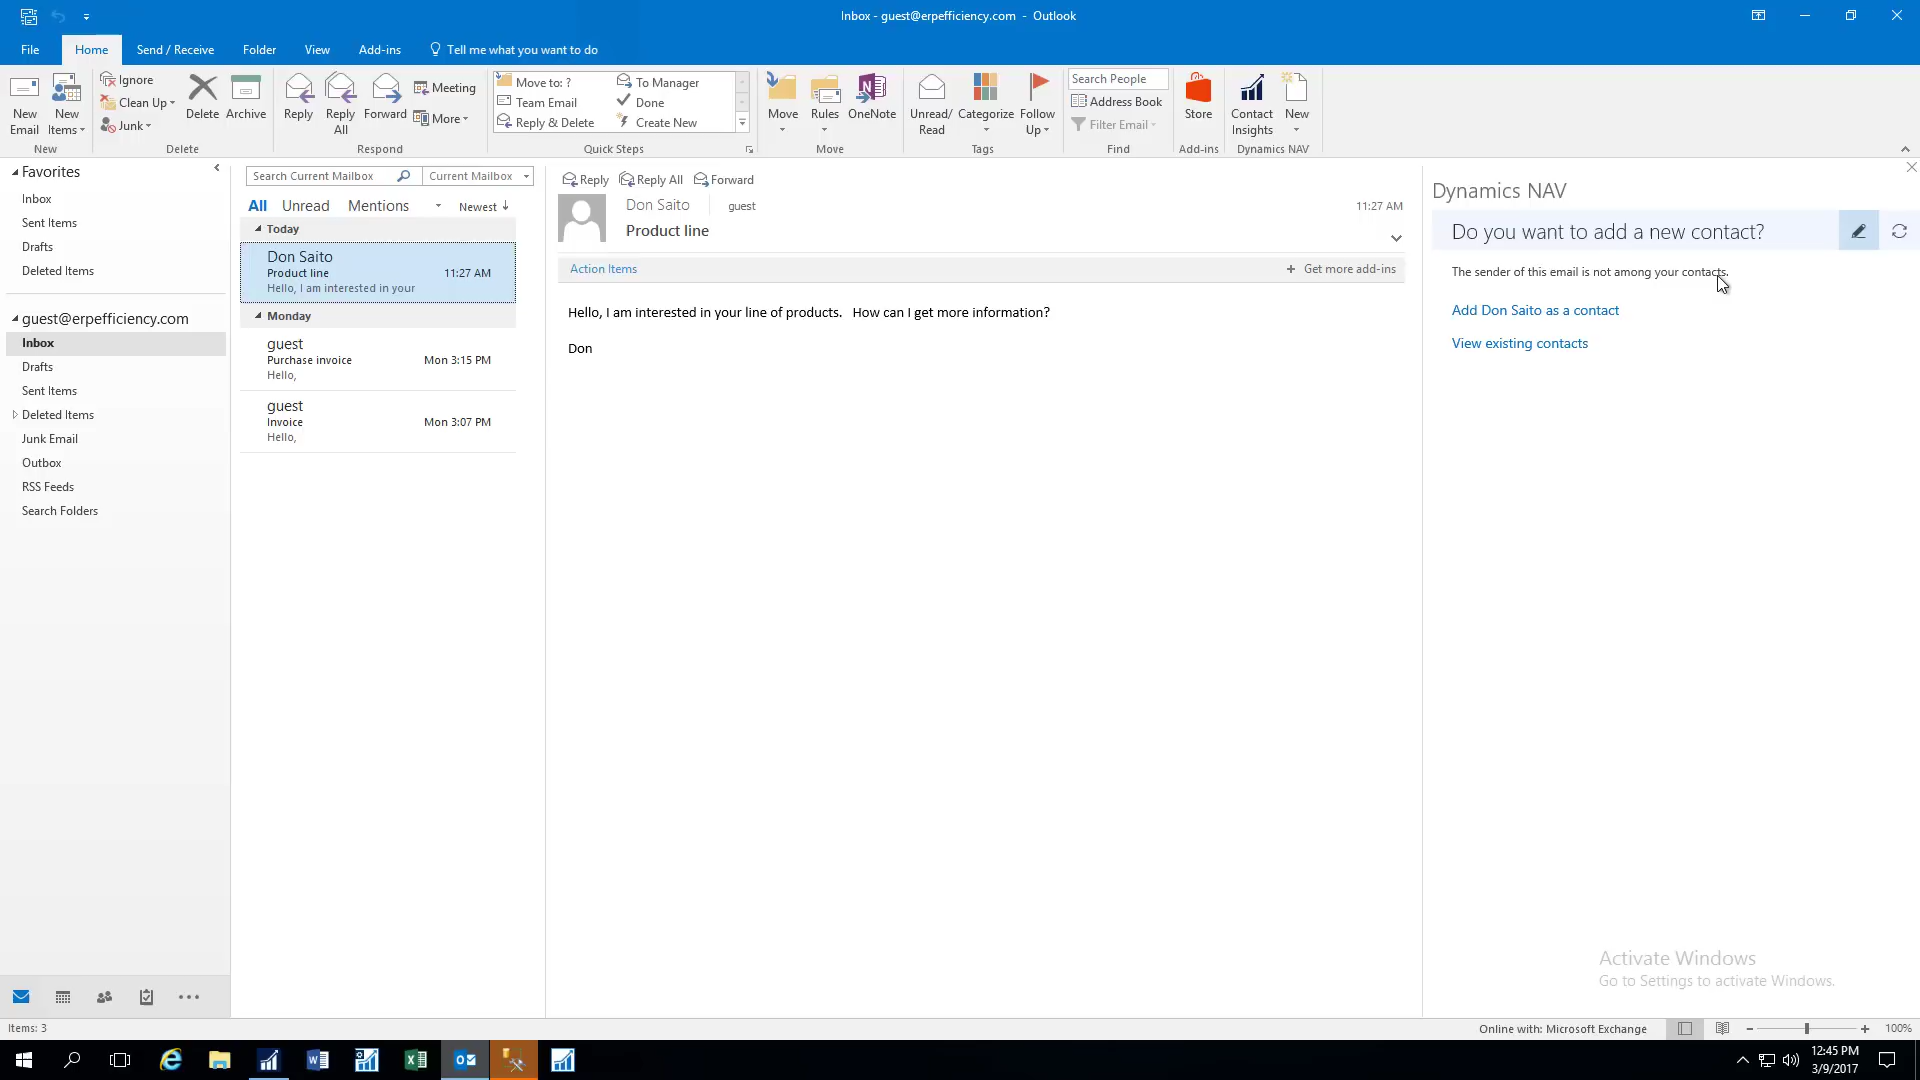 Inbox - guest@erpefficiency.com - Outlook
File Home Send / Receive Folder View Add-ins Tell me what you want to do
New Email
New Items
New
Ignore
Clean Up
Junk
Delete
Archive
Delete
Reply
Reply All
Forward
Meeting
More
Respond
Move to: ? To Manager
Team Email Done
Reply & Delete Create New
Quick Steps
Move
Rules
OneNote
Move
Unread/ Read
Categorize
Follow Up
Tags
Search People
Address Book
Filter Email
Find
Store
Add-ins
Contact Insights
New
Dynamics NAV
Favorites
Inbox
Sent Items
Drafts
Deleted Items
guest@erpefficiency.com
Inbox
Drafts
Sent Items
Deleted Items
Junk Email
Outbox
RSS Feeds
Search Folders
Search Current Mailbox Current Mailbox
All Unread Mentions Newest
Today
Don Saito
Product line 11:27 AM
Hello, I am interested in your
Monday
guest
Purchase invoice Mon 3:15 PM
Hello,
guest
Invoice Mon 3:07 PM
Hello,
Reply Reply All Forward
Don Saito guest 11:27 AM
Product line
Action Items + Get more add-ins
Hello, I am interested in your line of products. How can I get more information?
Don
Dynamics NAV
Do you want to add a new contact?
The sender of this email is not among your contacts.
Add Don Saito as a contact
View existing contacts
Activate Windows
Go to Settings to activate Windows.
Items: 3 Online with: Microsoft Exchange 100%
12:45 PM
3/9/2017